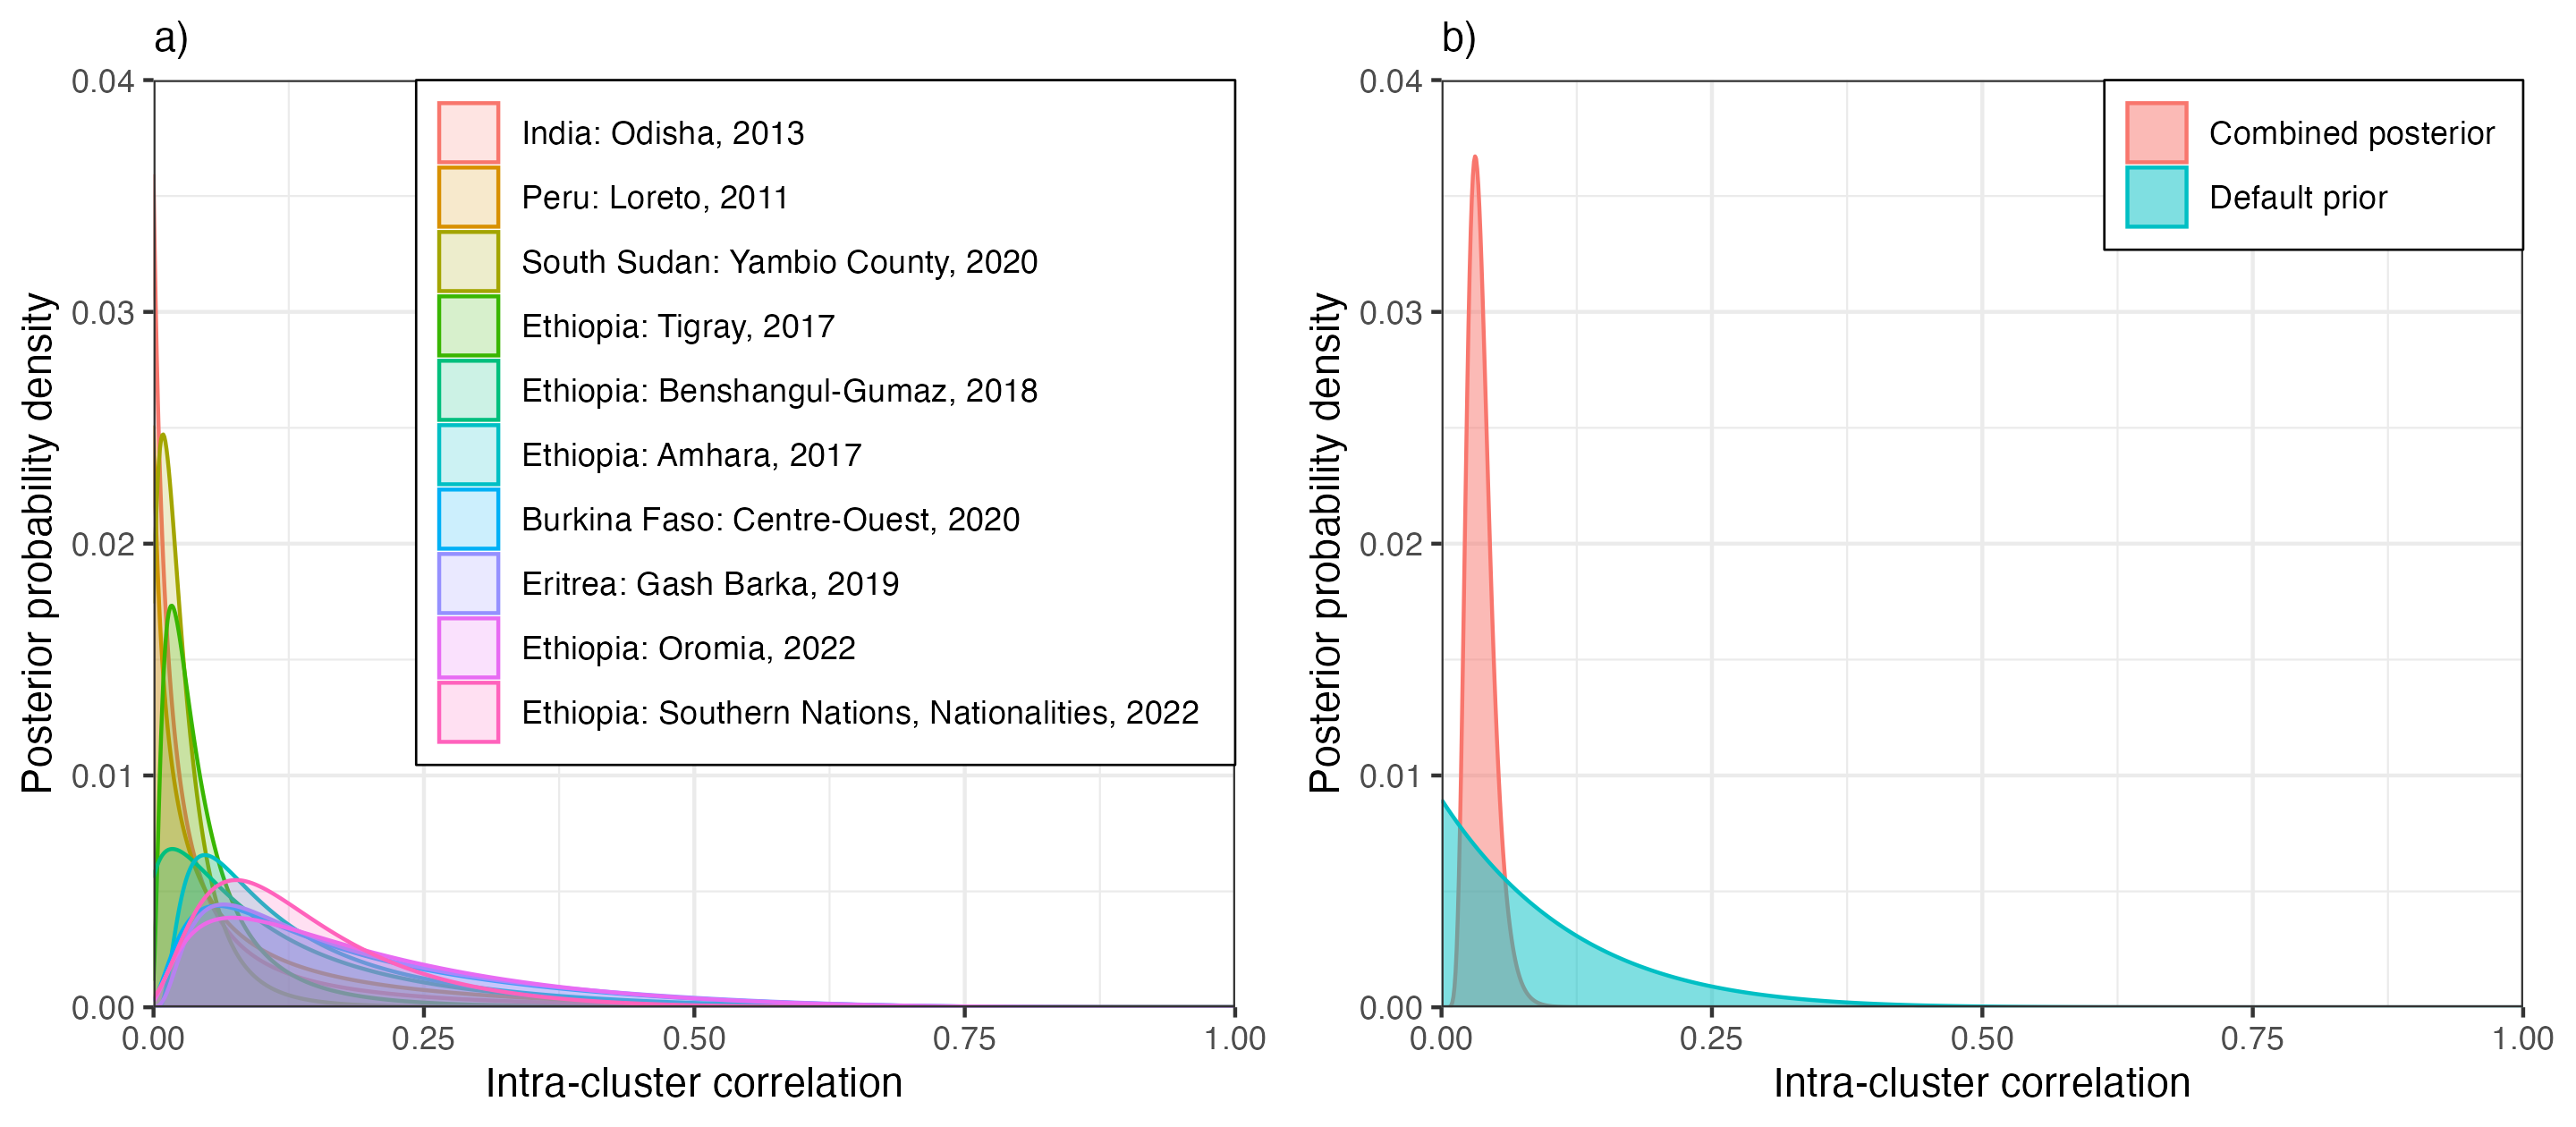 a)
Posterior probability density
0.04
0.03
0.02
0.01
0.00
India: Odisha, 2013
Peru: Loreto, 2011
South Sudan: Yambio County, 2020
Ethiopia: Tigray, 2017
Ethiopia: Benshangul-Gumaz, 2018
Ethiopia: Amhara, 2017
Burkina Faso: Centre-Ouest, 2020
Eritrea: Gash Barka, 2019
Ethiopia: Oromia, 2022
Ethiopia: Southern Nations, Nationalities, 2022
0.00 0.25 0.50 0.75 1.00
Intra-cluster correlation
b)
Posterior probability density
0.04
0.03
0.02
0.01
0.00
Combined posterior
Default prior
0.00 0.25 0.50 0.75 1.00
Intra-cluster correlation